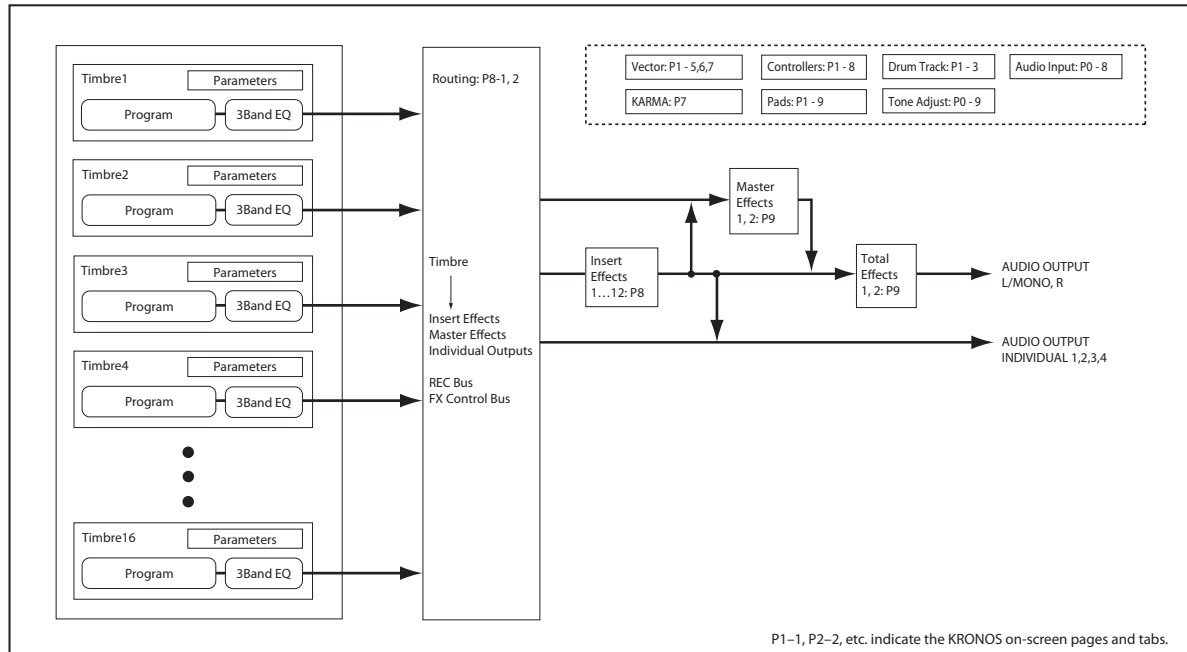 Timbre1
Parameters
Program
3Band EQ
Timbre2
Parameters
Program
3Band EQ
Timbre3
Parameters
Program
3Band EQ
Timbre4
Parameters
Program
3Band EQ
Timbre16
Parameters
Program
3Band EQ
Routing: P8-1, 2
Timbre
Insert Effects
Master Effects
Individual Outputs
REC Bus
FX Control Bus
Vector: P1 - 5,6,7
Controllers: P1 - 8
Drum Track: P1 - 3
Audio Input: P0 - 8
KARMA: P7
Pads: P1 - 9
Tone Adjust: P0 - 9
Master
Effects
1, 2: P9
Insert
Effects
1…12: P8
Total
Effects
1, 2: P9
AUDIO OUTPUT
L/MONO, R
AUDIO OUTPUT
INDIVIDUAL 1,2,3,4
P1–1, P2–2, etc. indicate the KRONOS on-screen pages and tabs.